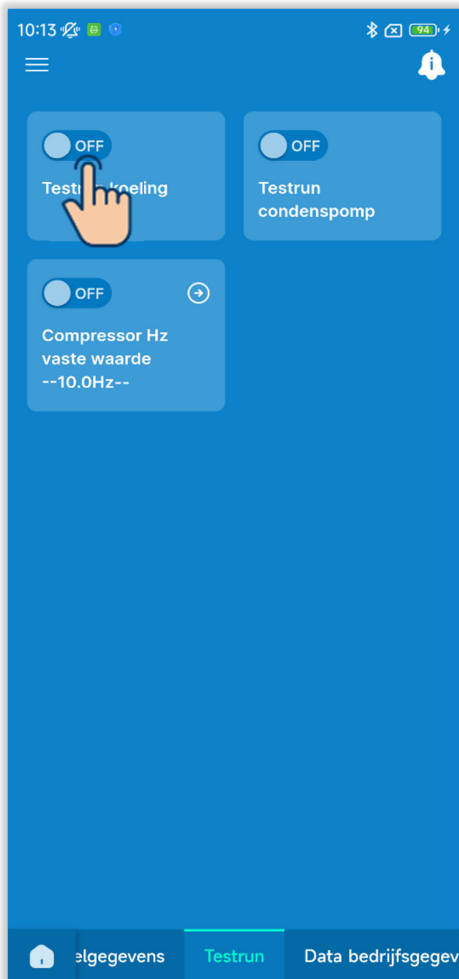 10:13
94
OFF
OFF
koeling
Testrun
condenspomp
OFF
Compressor Hz
vaste waarde
--10.0Hz--
elgegevens
Testrun
Data bedrijfsgegev